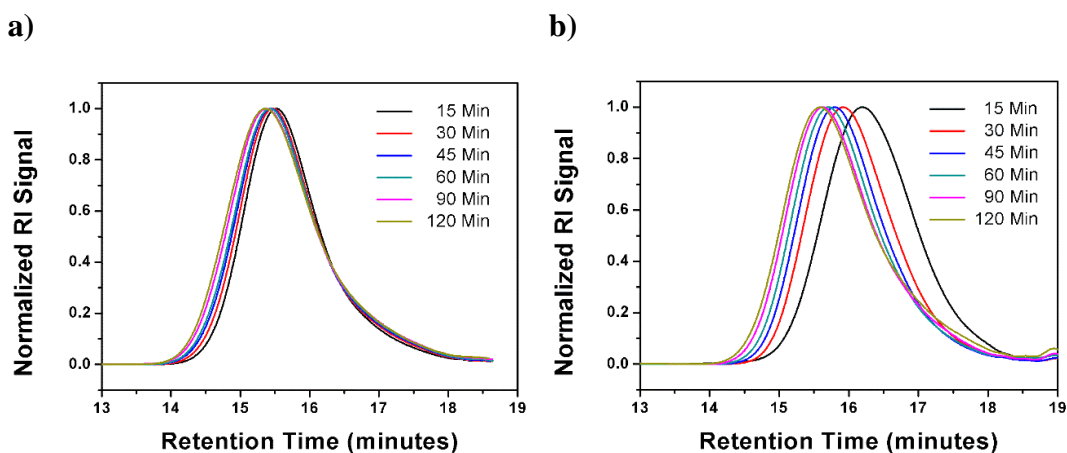 a)
Normalized RI Signal
1.0
0.8
0.6
0.4
0.2
0.0
15 Min
30 Min
45 Min
60 Min
90 Min
120 Min
13 14 15 16 17 18 19
Retention Time (minutes)
b)
Normalized RI Signal
1.0
0.8
0.6
0.4
0.2
0.0
15 Min
30 Min
45 Min
60 Min
90 Min
120 Min
13 14 15 16 17 18 19
Retention Time (minutes)